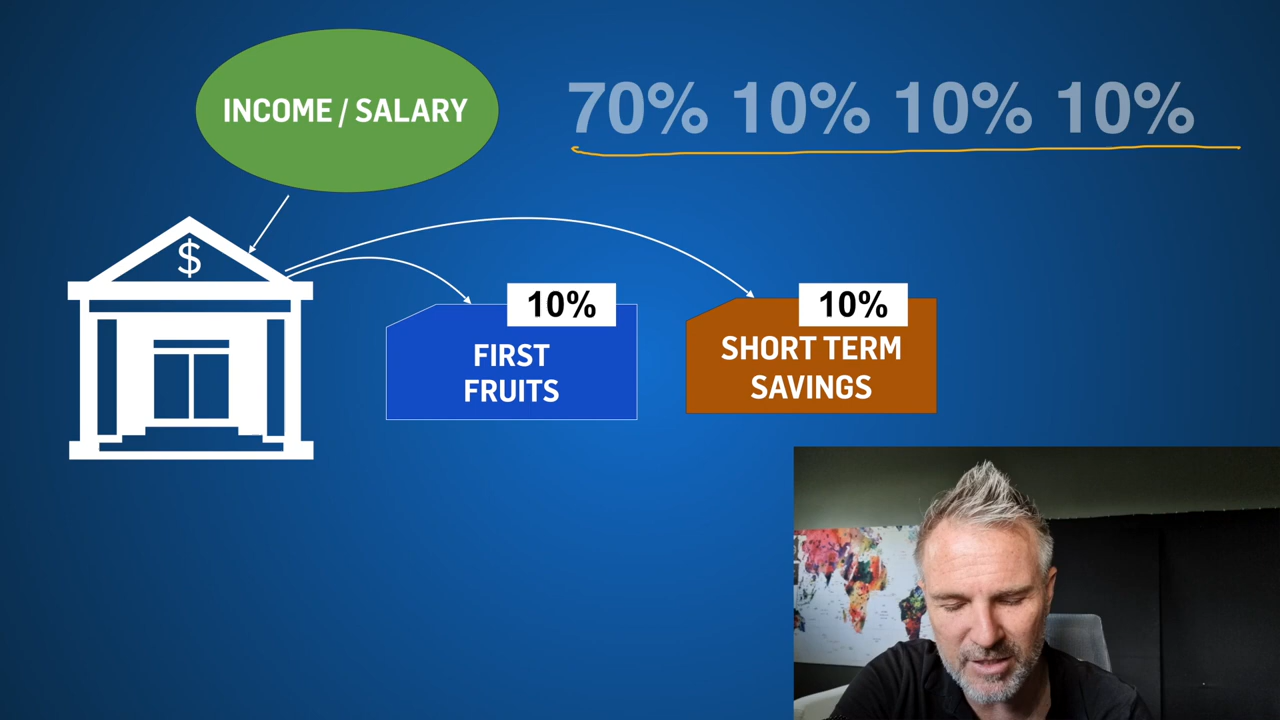 INCOME / SALARY
70% 10% 10% 10%
$
10%
FIRST
FRUITS
10%
SHORT TERM
SAVINGS